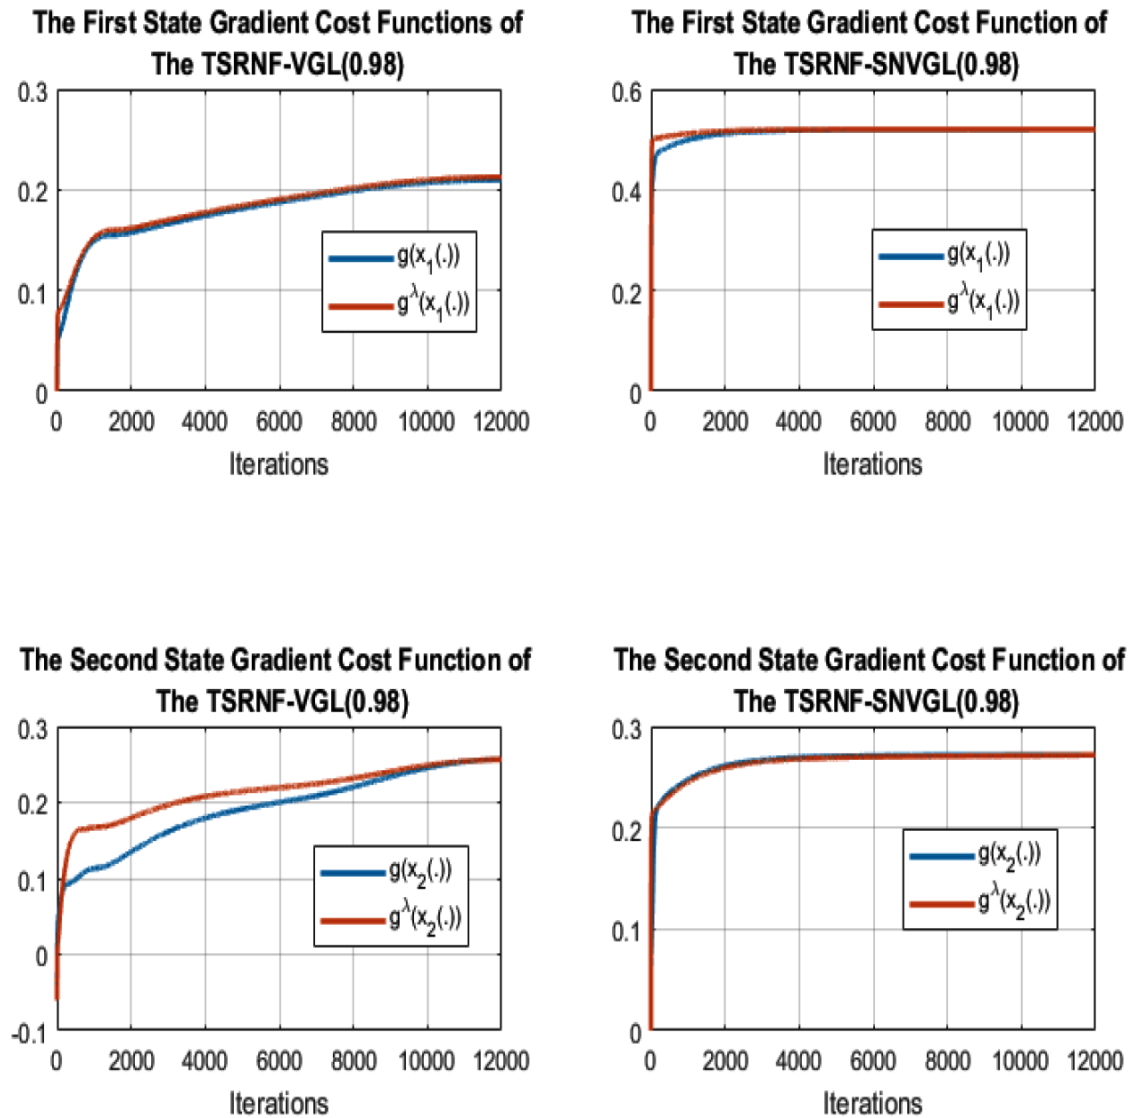 The First State Gradient Cost Functions of
The TSRNF-VGL(0.98)
0.3
0.2
0.1
0
0 2000 4000 6000 8000 10000 12000
Iterations
g(x₁(.))
g^λ(x₁(.))
The First State Gradient Cost Function of
The TSRNF-SNVGL(0.98)
0.6
0.4
0.2
0
0 2000 4000 6000 8000 10000 12000
Iterations
g(x₁(.))
g^λ(x₁(.))
The Second State Gradient Cost Function of
The TSRNF-VGL(0.98)
0.3
0.2
0.1
0
-0.1
0 2000 4000 6000 8000 10000 12000
Iterations
g(x₂(.))
g^λ(x₂(.))
The Second State Gradient Cost Function of
The TSRNF-SNVGL(0.98)
0.3
0.2
0.1
0
0 2000 4000 6000 8000 10000 12000
Iterations
g(x₂(.))
g^λ(x₂(.))